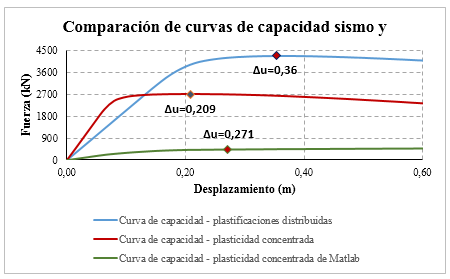 Comparación de curvas de capacidad sismo y
4500
3600
2700
1800
900
0
Fuerza (kN)
Δu=0,36
Δu=0,209
Δu=0,271
0,00 0,20 0,40 0,60
Desplazamiento (m)
Curva de capacidad - plastificaciones distribuidas
Curva de capacidad - plasticidad concentrada
Curva de capacidad - plasticidad concentrada de Matlab